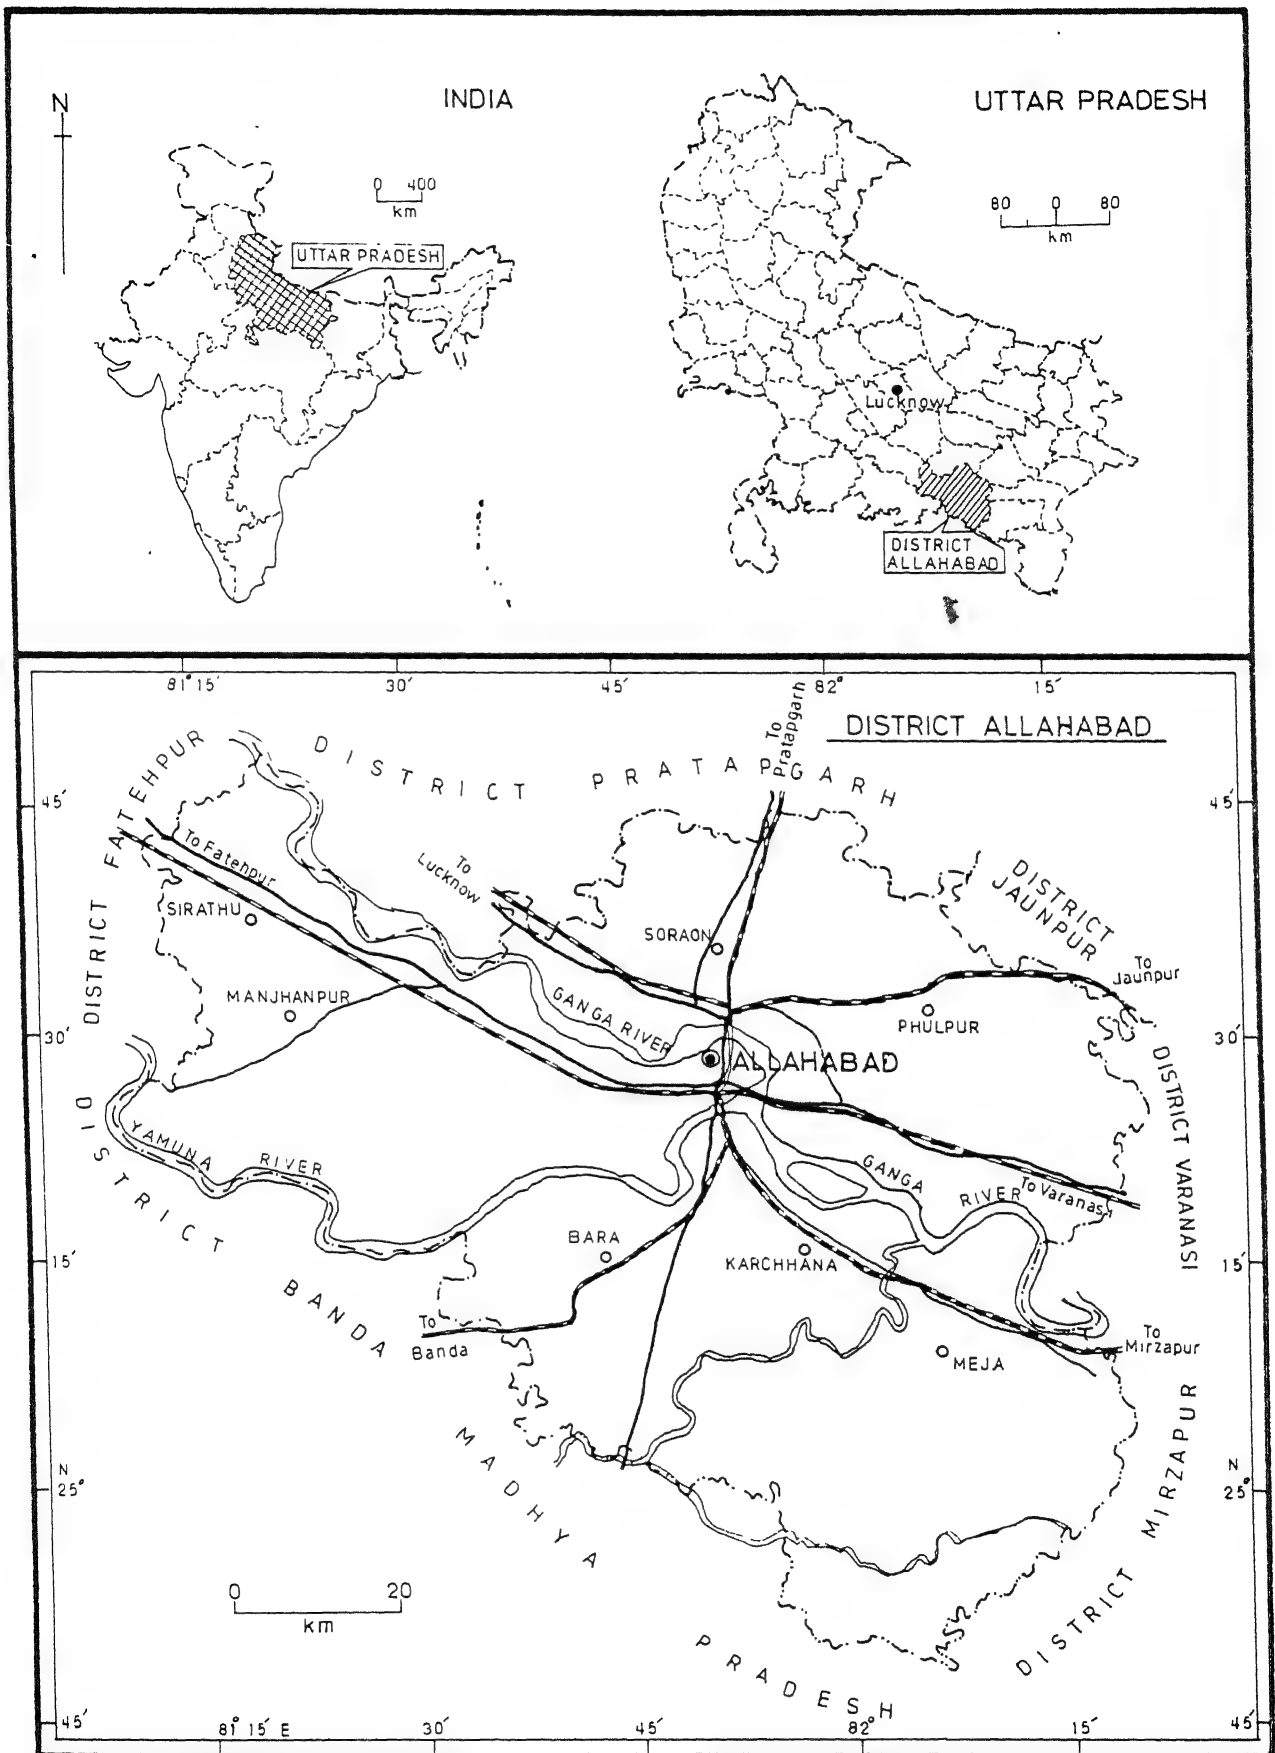 N
INDIA
UTTAR PRADESH
0 400
km
80 0 80
km
UTTAR PRADESH
Lucknow
DISTRICT
ALLAHABAD
81° 15′
30′
45′
82°
15′
DISTRICT ALLAHABAD
To
Pratapgarh
DISTRICT PRATAPGARH
DISTRICT FATEHPUR
45′
45′
To Fatehpur
To
Lucknow
DISTRICT
JAUNPUR
SIRATHU
SORAON
To
Jaunpur
MANJHANPUR
GANGA RIVER
PHULPUR
30′
30′
ALLAHABAD
DISTRICT VARANASI
DISTRICT BANDA
YAMUNA RIVER
GANGA RIVER
To Varanasi
BARA
KARCHHANA
15′
15′
To
Banda
To
Mirzapur
MEJA
MADHYA PRADESH
DISTRICT MIRZAPUR
N
25°
N
25°
0 20
km
45′
81° 15′ E
30′
45′
82°
15′
45′